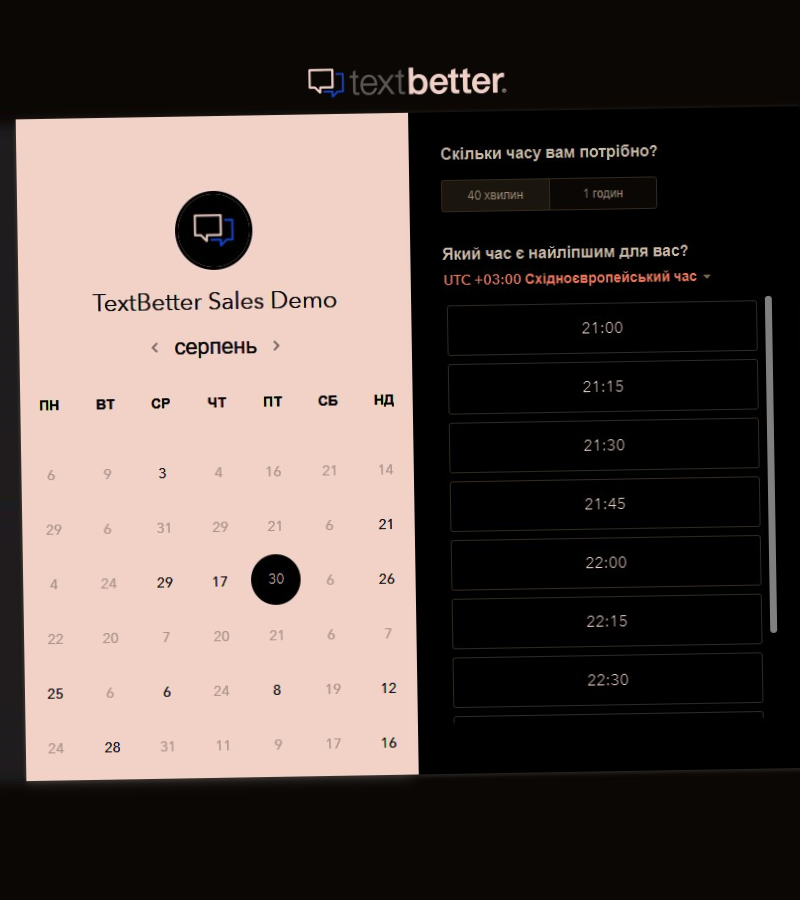 textbetter.
TextBetter Sales Demo
< серпень >
ПН ВТ СР ЧТ ПТ СБ НД
6 9 3 4 16 21 14
29 6 31 29 21 6 21
4 24 29 17 30 6 26
22 20 7 20 21 6 7
25 6 6 24 8 19 12
24 28 31 11 9 17 16
Скільки часу вам потрібно?
40 хвилин 1 годин
Який час є найліпшим для вас?
UTC +03:00 Східноєвропейський час
21:00
21:15
21:30
21:45
22:00
22:15
22:30